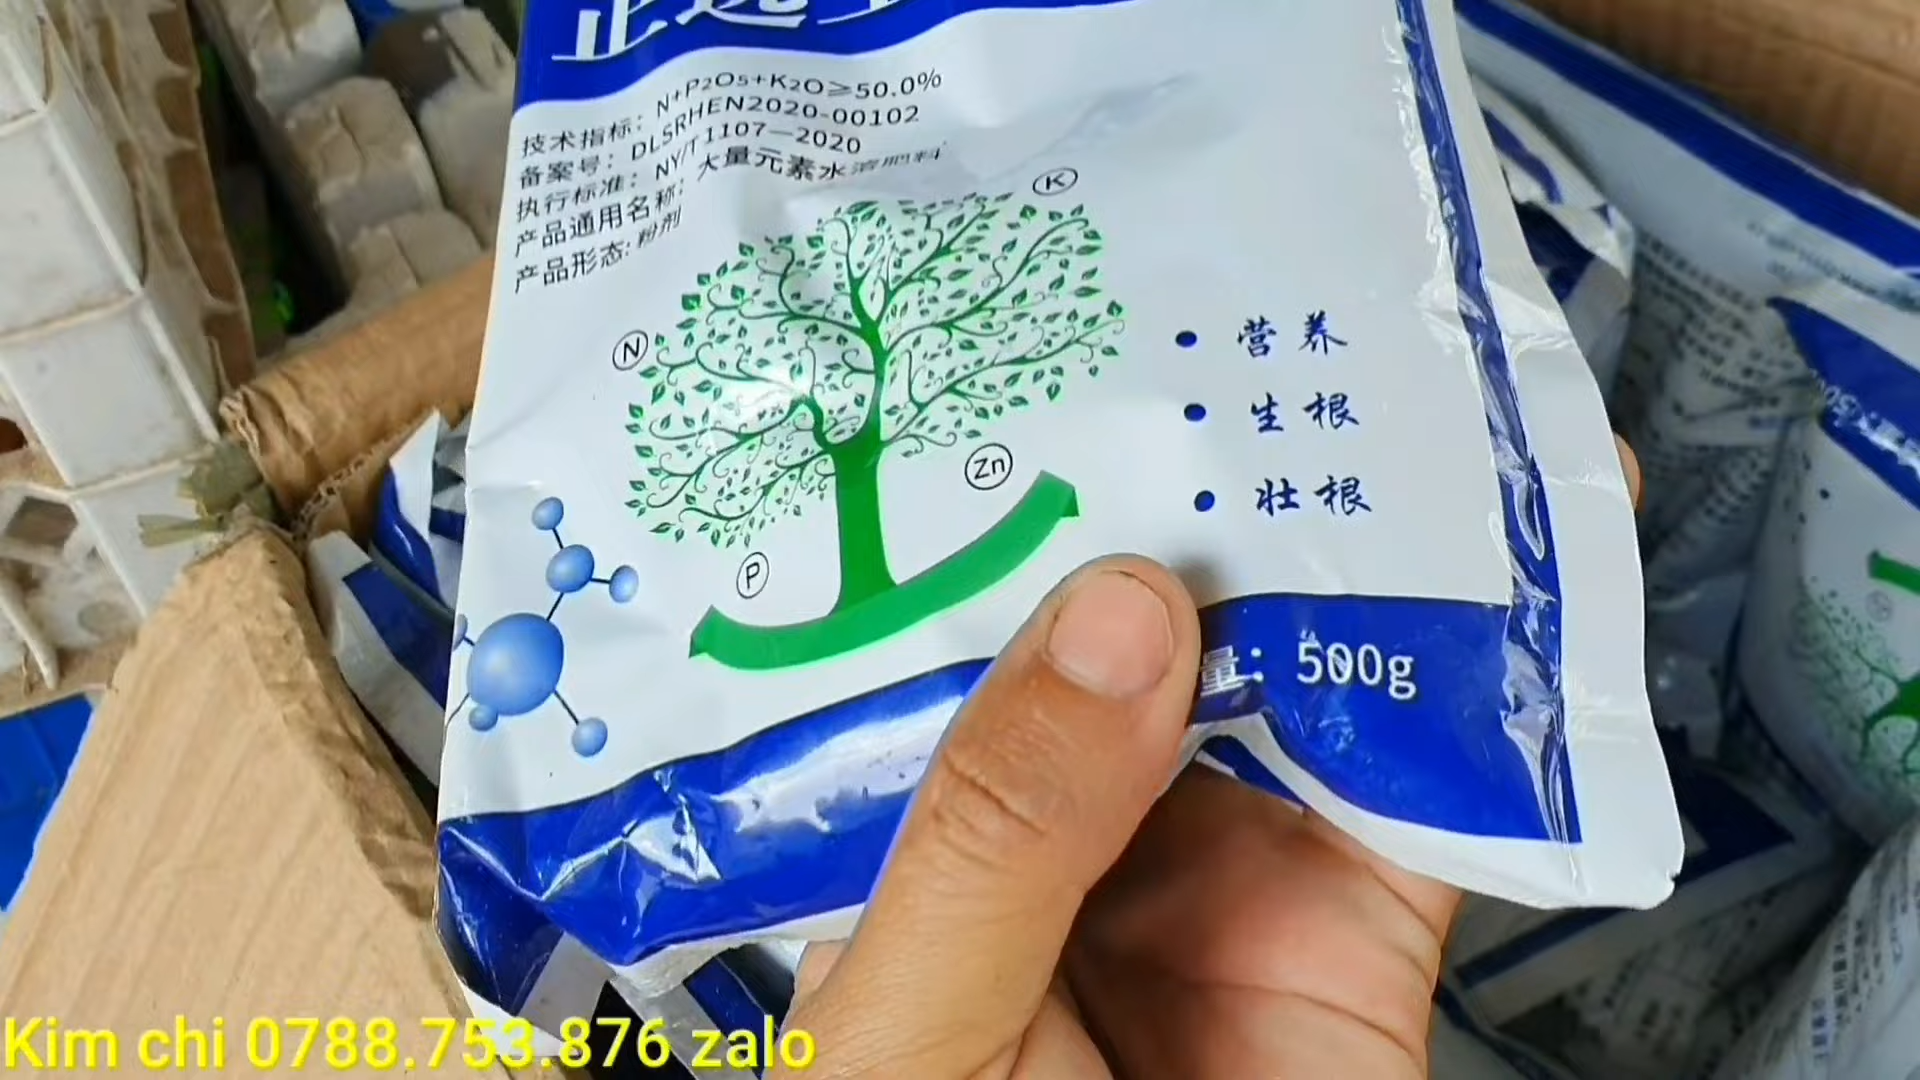 技术指标: N+P₂O₅+K₂O≥50.0%
备案号: DLSRHEN2020-00102
执行标准: NY/T1107—2020
产品通用名称: 大量元素水溶肥料
产品形态: 粉剂
K
N
Zn
P
• 营养
• 生根
• 壮根
量: 500g
Kim chi 0788.753.876 zalo